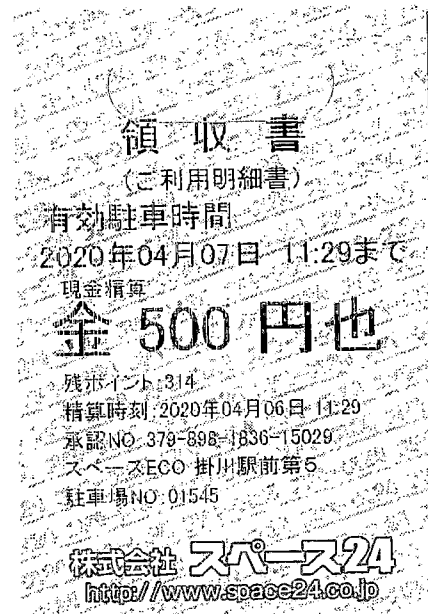 領収書
(ご利用明細書)
有効駐車時間
2020年04月07日 11:29まで
現金精算
金 500 円也
残ポイント:314
精算時刻:2020年04月06日 11:29
承認NO.379-898-1836-15029
スペースECO 掛川駅前第5
駐車場NO:01545
株式会社 スペース24
http://www.space24.co.jp